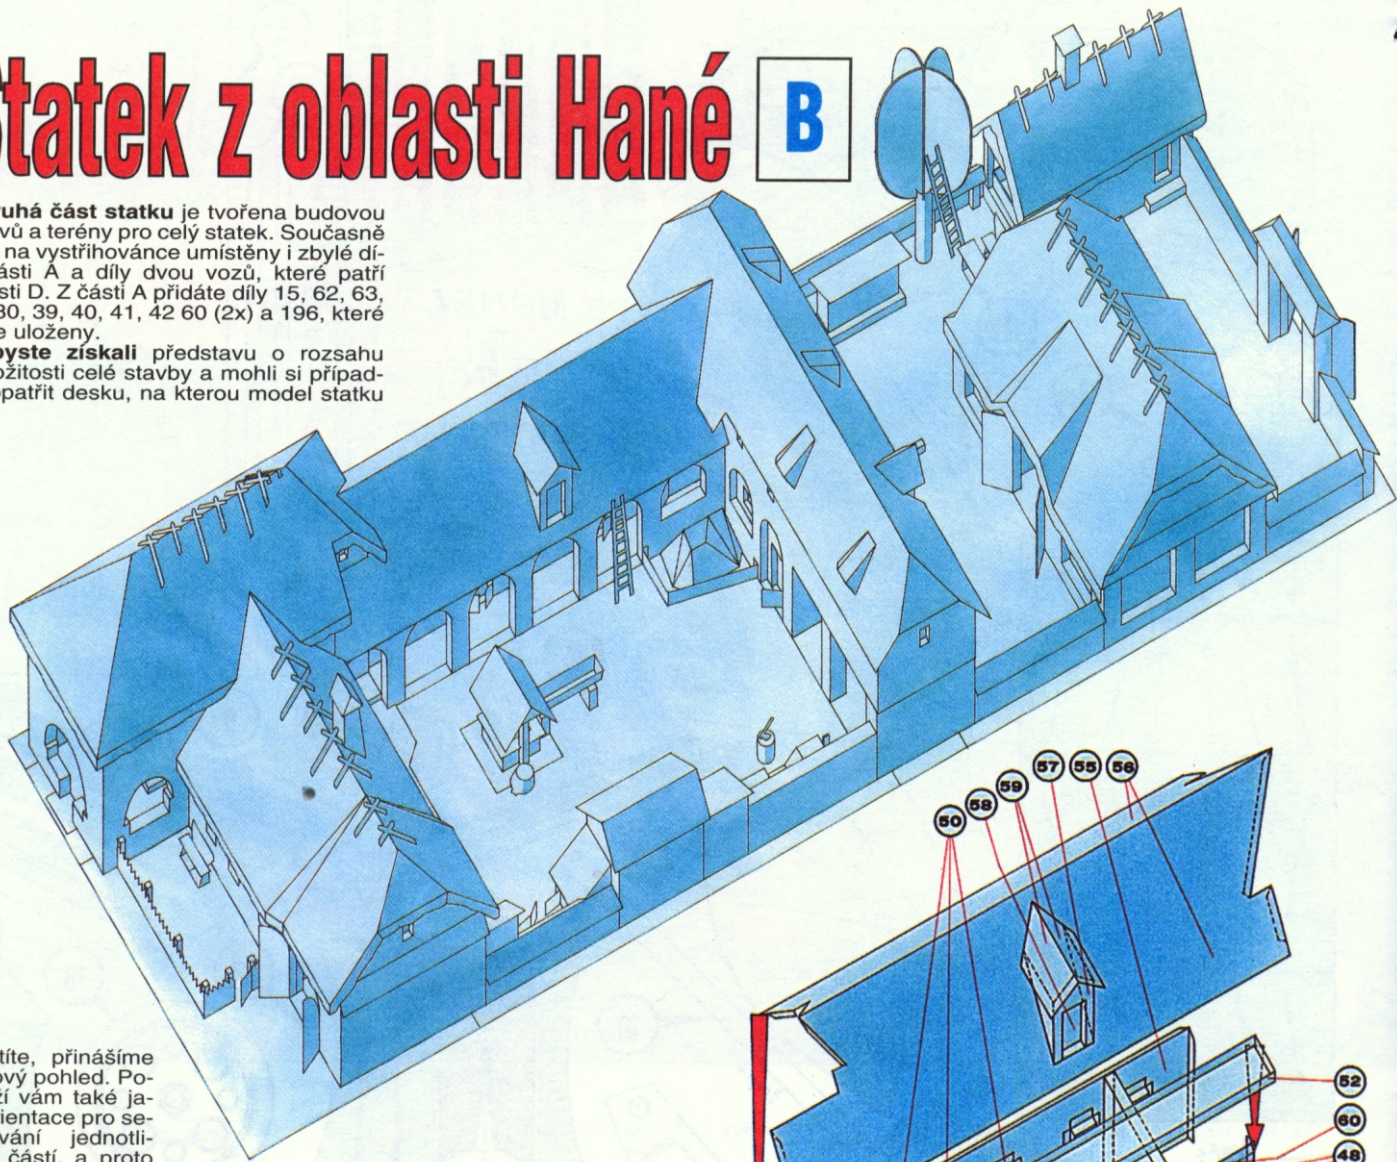 Statek z oblasti Hané B
ruhá část statku je tvořena budovou
vů a terény pro celý statek. Současně
na vystřihovánce umístěny i zbylé dí-
ásti A a díly dvou vozů, které patří
sti D. Z části A přidáte díly 15, 62, 63,
30, 39, 40, 41, 42 60 (2x) a 196, které
e uloženy.
byste získali představu o rozsahu
ožitosti celé stavby a mohli si případ-
opatřit desku, na kterou model statku
títe, přinášíme
ový pohled. Po-
ží vám také ja-
rientace pro se-
vání jednotli-
částí, a proto
50 58 59 57 55 56
52
60
48